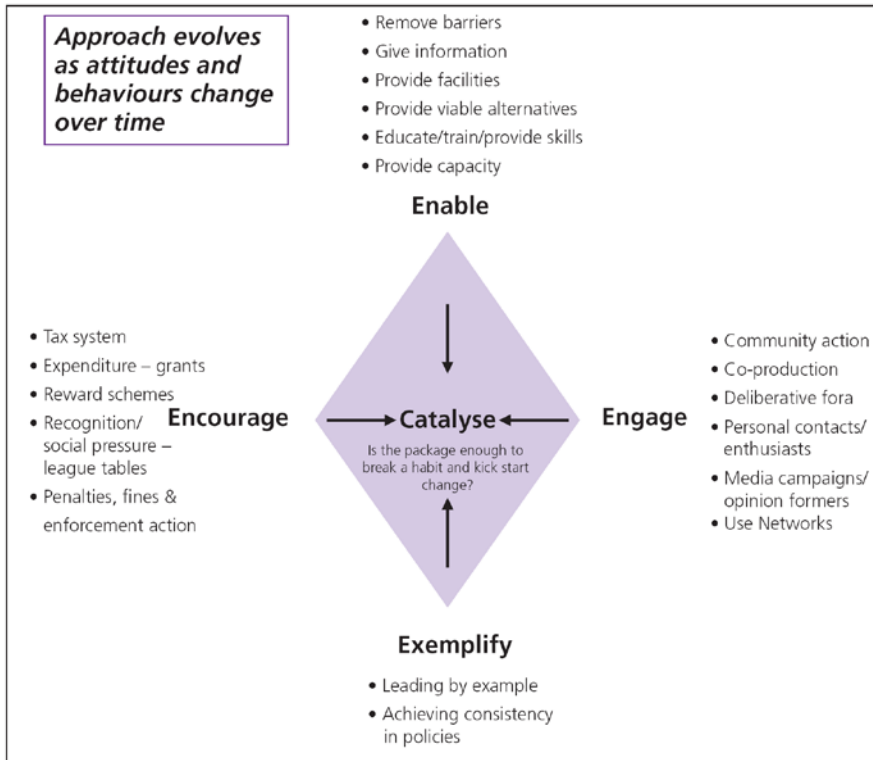 Approach evolves
as attitudes and
behaviours change
over time
• Remove barriers
• Give information
• Provide facilities
• Provide viable alternatives
• Educate/train/provide skills
• Provide capacity
Enable
• Tax system
• Expenditure – grants
• Reward schemes
• Recognition/
social pressure –
league tables
• Penalties, fines &
enforcement action
Encourage
Catalyse
Is the package enough to
break a habit and kick start
change?
Engage
• Community action
• Co-production
• Deliberative fora
• Personal contacts/
enthusiasts
• Media campaigns/
opinion formers
• Use Networks
Exemplify
• Leading by example
• Achieving consistency
in policies